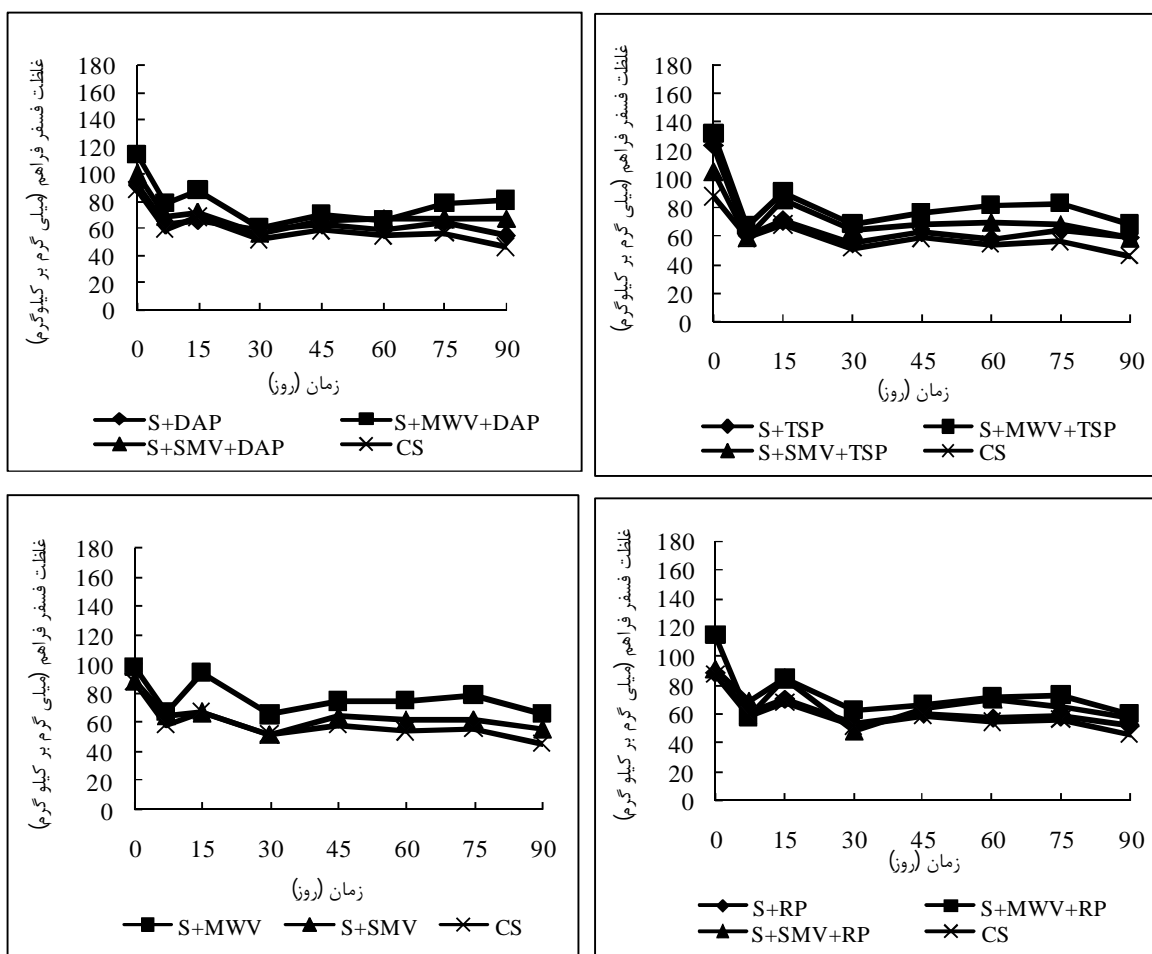 غلظت فسفر فراهم (میلی گرم بر کیلوگرم)
180
160
140
120
100
80
60
40
20
0
0 15 30 45 60 75 90
زمان (روز)
S+DAP S+MWV+DAP
S+SMV+DAP CS
غلظت فسفر فراهم (میلی گرم بر کیلوگرم)
180
160
140
120
100
80
60
40
20
0
0 15 30 45 60 75 90
زمان (روز)
S+TSP S+MWV+TSP
S+SMV+TSP CS
غلظت فسفر فراهم (میلی گرم بر کیلو گرم)
180
160
140
120
100
80
60
40
20
0
0 15 30 45 60 75 90
زمان (روز)
S+MWV S+SMV CS
غلظت فسفر فراهم (میلی گرم بر کیلو گرم)
180
160
140
120
100
80
60
40
20
0
0 15 30 45 60 75 90
زمان (روز)
S+RP S+MWV+RP
S+SMV+RP CS